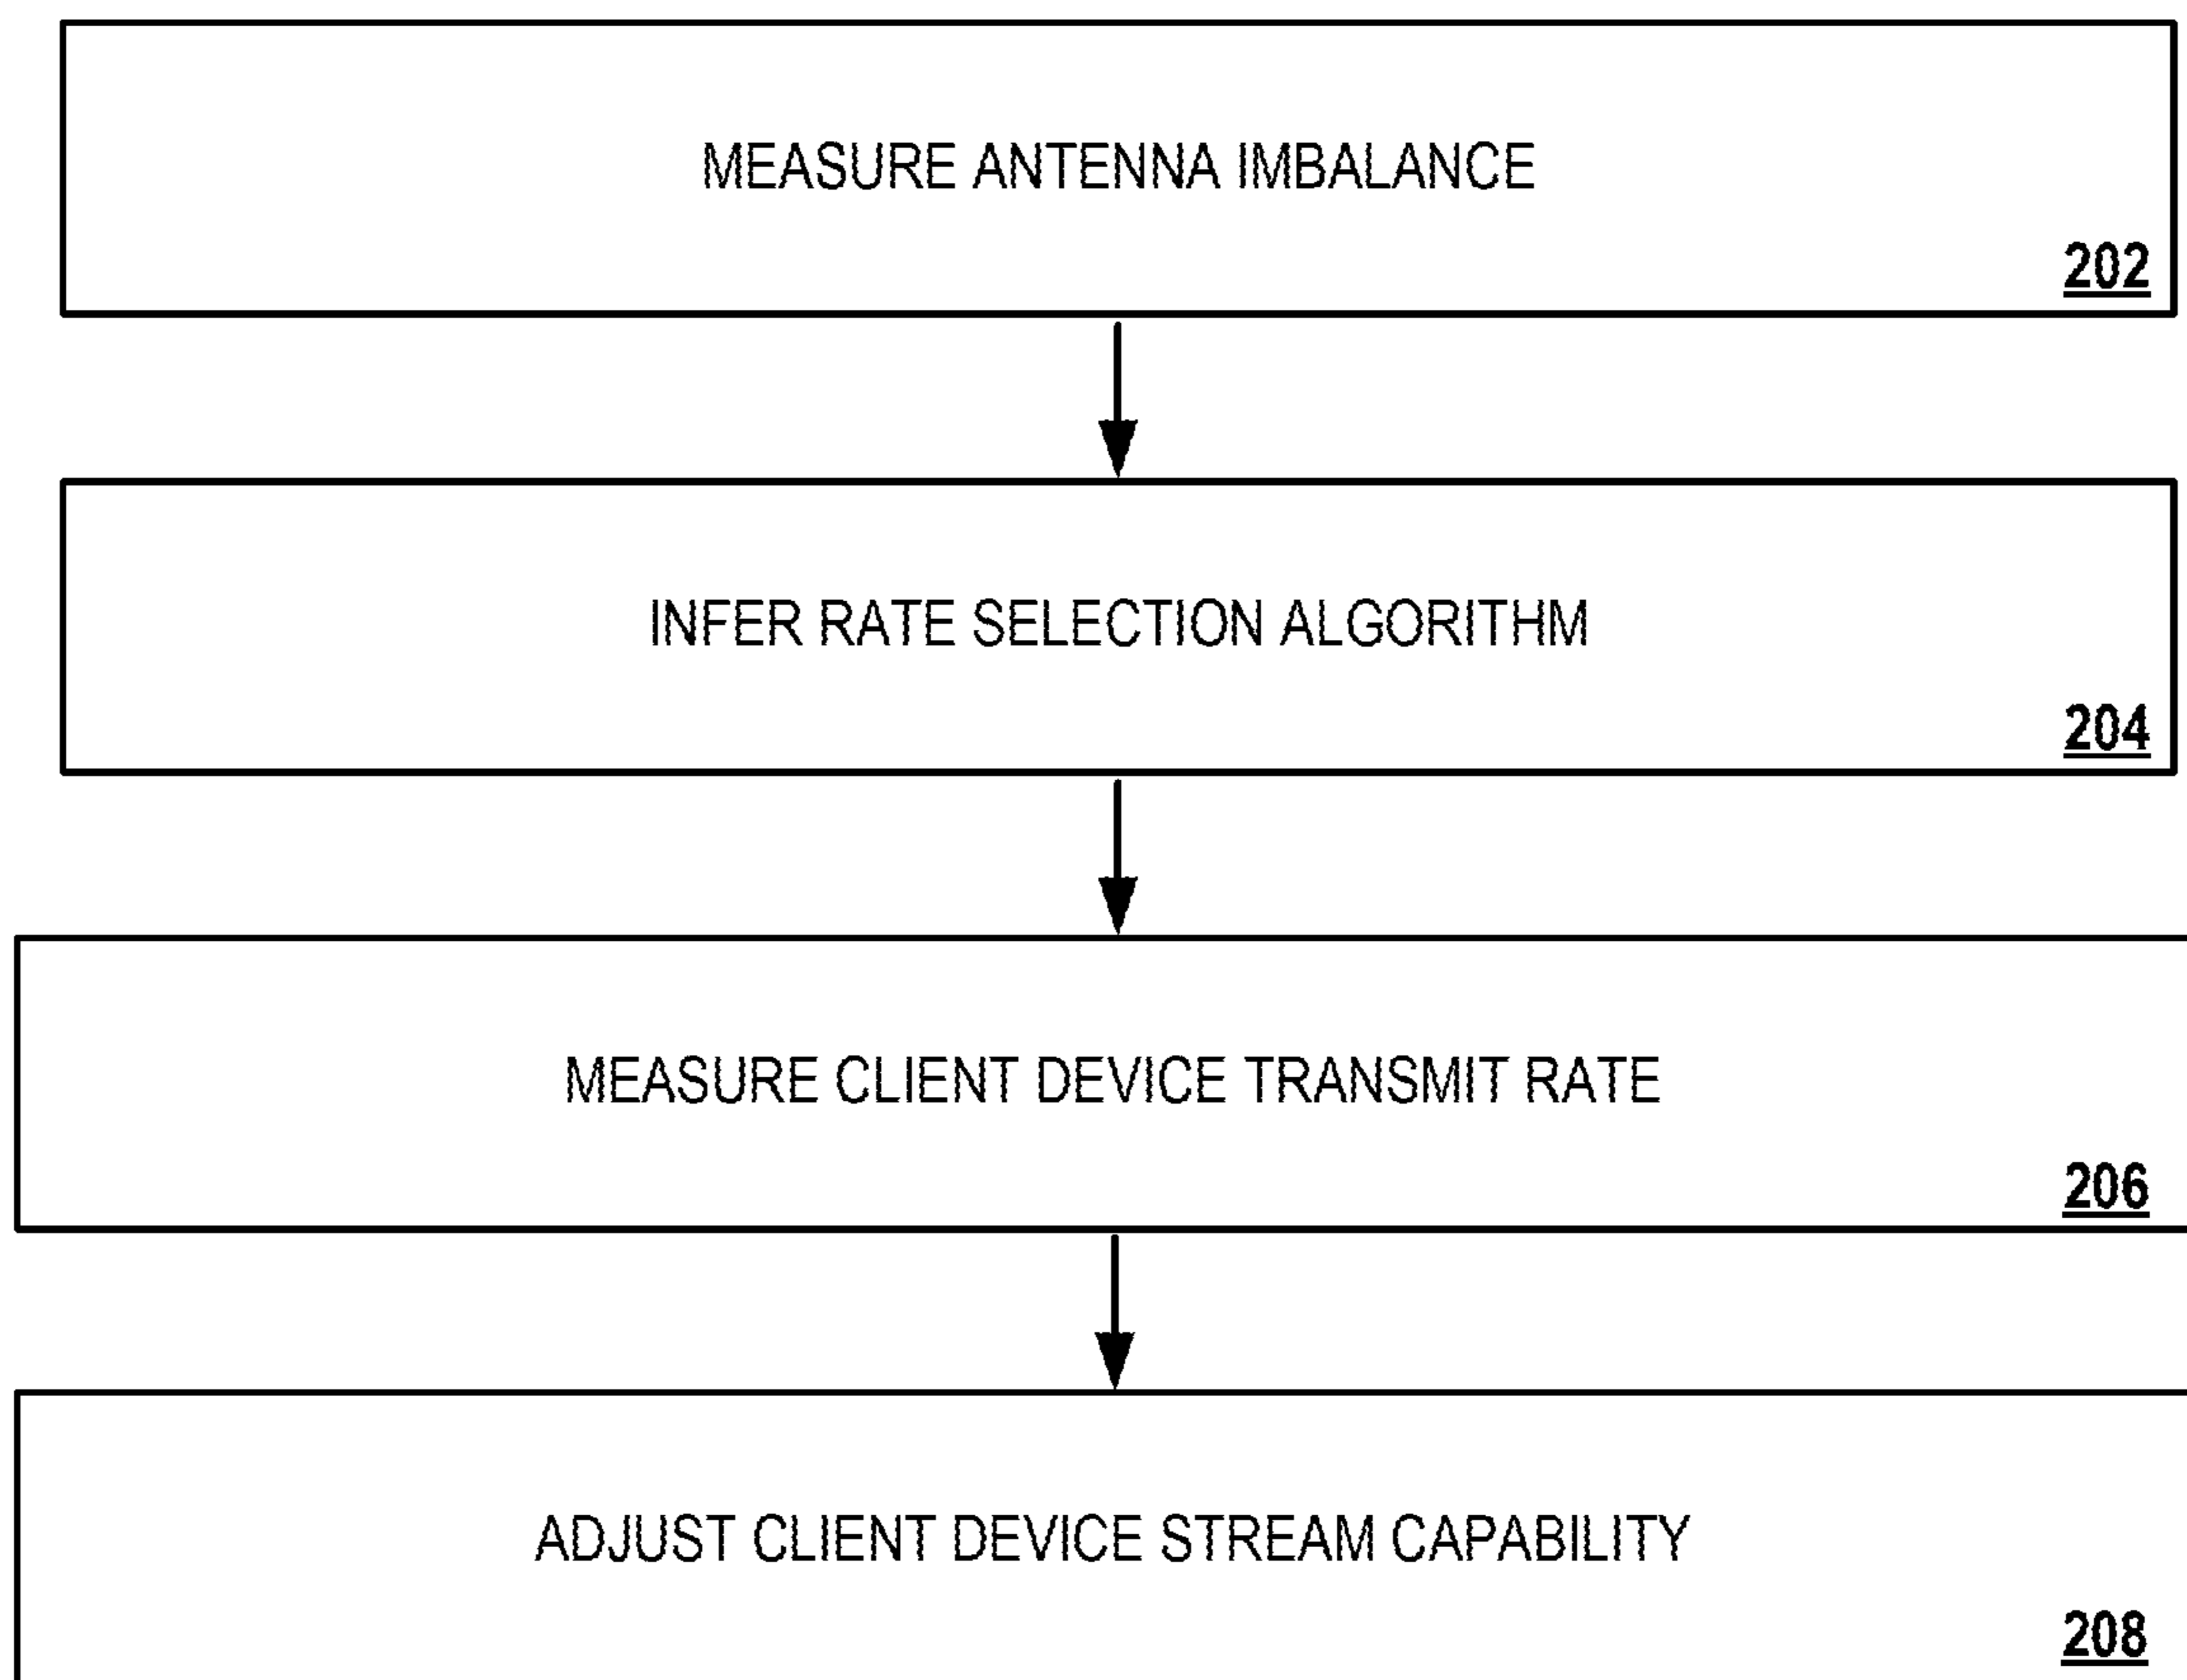 MEASURE ANTENNA IMBALANCE
202
INFER RATE SELECTION ALGORITHM
204
MEASURE CLIENT DEVICE TRANSMIT RATE
206
ADJUST CLIENT DEVICE STREAM CAPABILITY
208